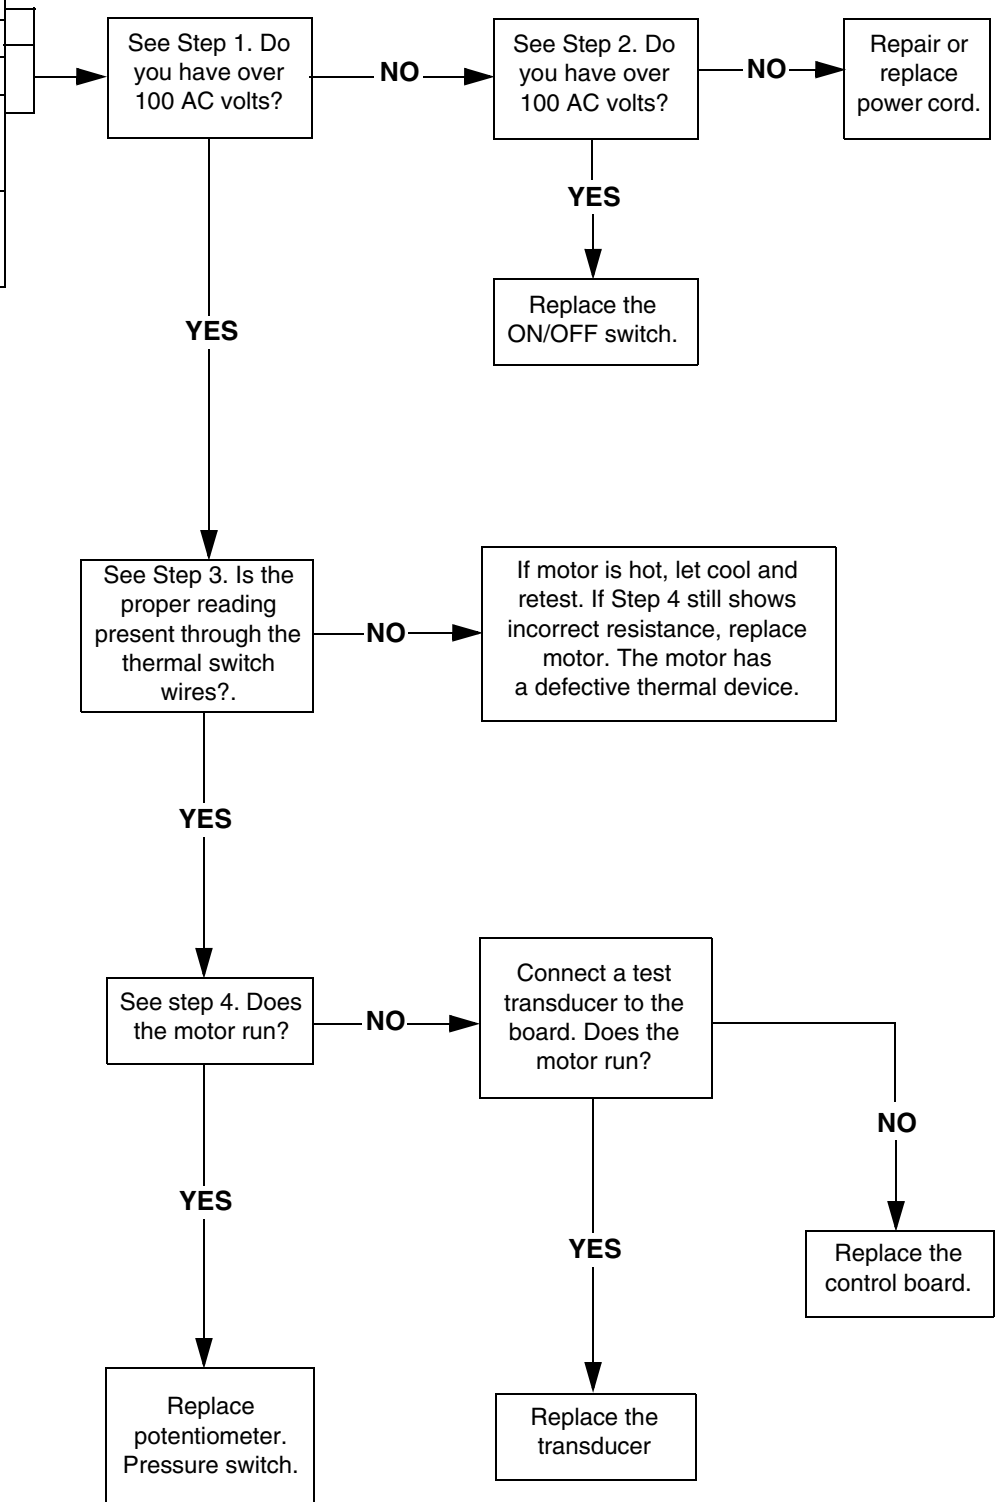 See Step 1. Do
you have over
100 AC volts?
NO
See Step 2. Do
you have over
100 AC volts?
NO
Repair or
replace
power cord.
YES
Replace the
ON/OFF switch.
YES
See Step 3. Is the
proper reading
present through the
thermal switch
wires?.
NO
If motor is hot, let cool and
retest. If Step 4 still shows
incorrect resistance, replace
motor. The motor has
a defective thermal device.
YES
See step 4. Does
the motor run?
NO
Connect a test
transducer to the
board. Does the
motor run?
NO
Replace the
control board.
YES
Replace the
transducer
YES
Replace
potentiometer.
Pressure switch.